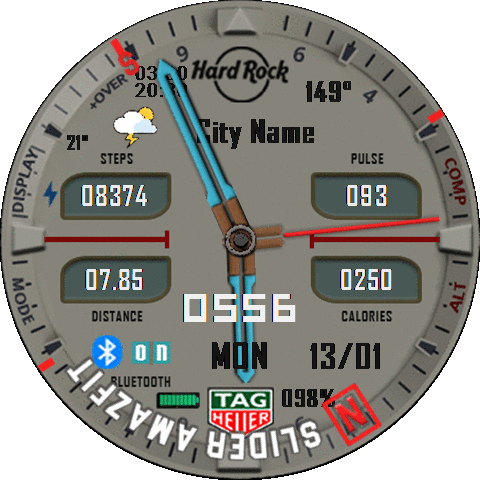 9
6
4
S
+OVER
Hard Rock
149°
City Name
21°
DISPLAY
COMP
STEPS
PULSE
08374
093
07.85
0250
DISTANCE
0556
CALORIES
MODE
ALT
on
MON
13/01
BLUETOOTH
TAG
HEUER
098%
N
SLIDER AMAZFIT